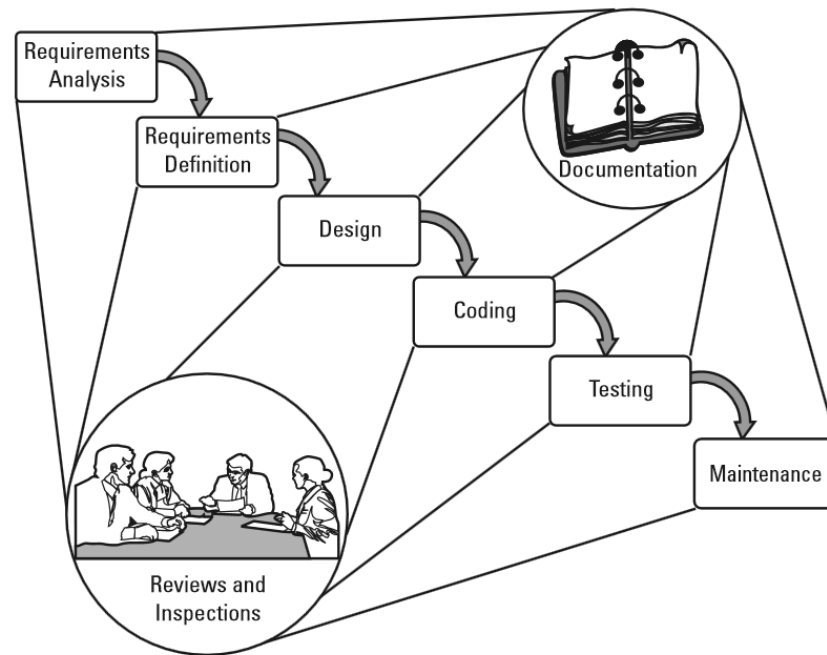 Requirements
Analysis
Requirements
Definition
Documentation
Design
Coding
Testing
Maintenance
Reviews and
Inspections